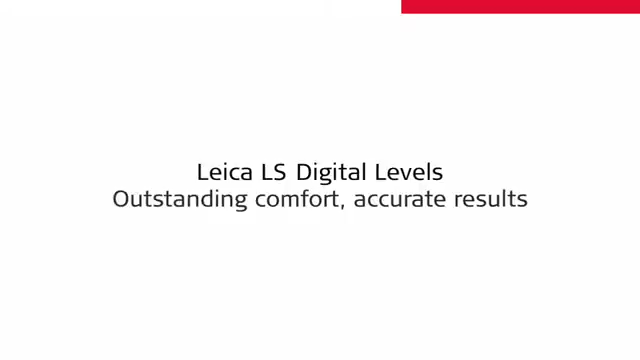 Leica LS Digital Levels
Outstanding comfort, accurate results